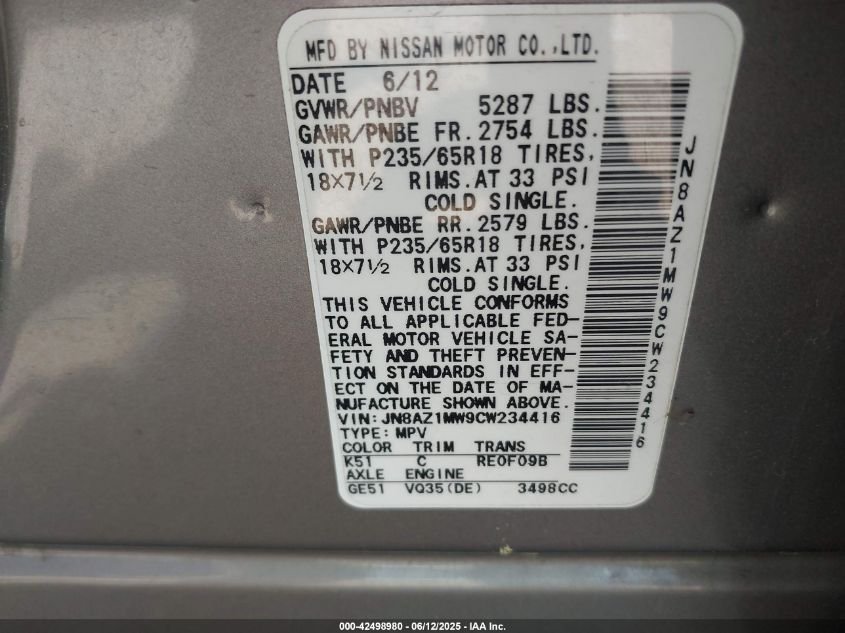 MFD BY NISSAN MOTOR CO.,LTD.
DATE 6/12
GVWR/PNBV 5287 LBS.
GAWR/PNBE FR. 2754 LBS.
WITH P235/65R18 TIRES,
18×7½ RIMS.AT 33 PSI
COLD SINGLE.
GAWR/PNBE RR. 2579 LBS.
WITH P235/65R18 TIRES,
18×7½ RIMS.AT 33 PSI
COLD SINGLE.
THIS VEHICLE CONFORMS
TO ALL APPLICABLE FED-
ERAL MOTOR VEHICLE SA-
FETY AND THEFT PREVEN-
TION STANDARDS IN EFF-
ECT ON THE DATE OF MA-
NUFACTURE SHOWN ABOVE.
VIN: JN8AZ1MW9CW234416
TYPE: MPV
COLOR TRIM TRANS
K51 C RE0F09B
AXLE ENGINE
GE51 VQ35(DE) 3498CC
JN8AZ1MW9CW234416
000-42498980 - 06/12/2025 - IAA Inc.